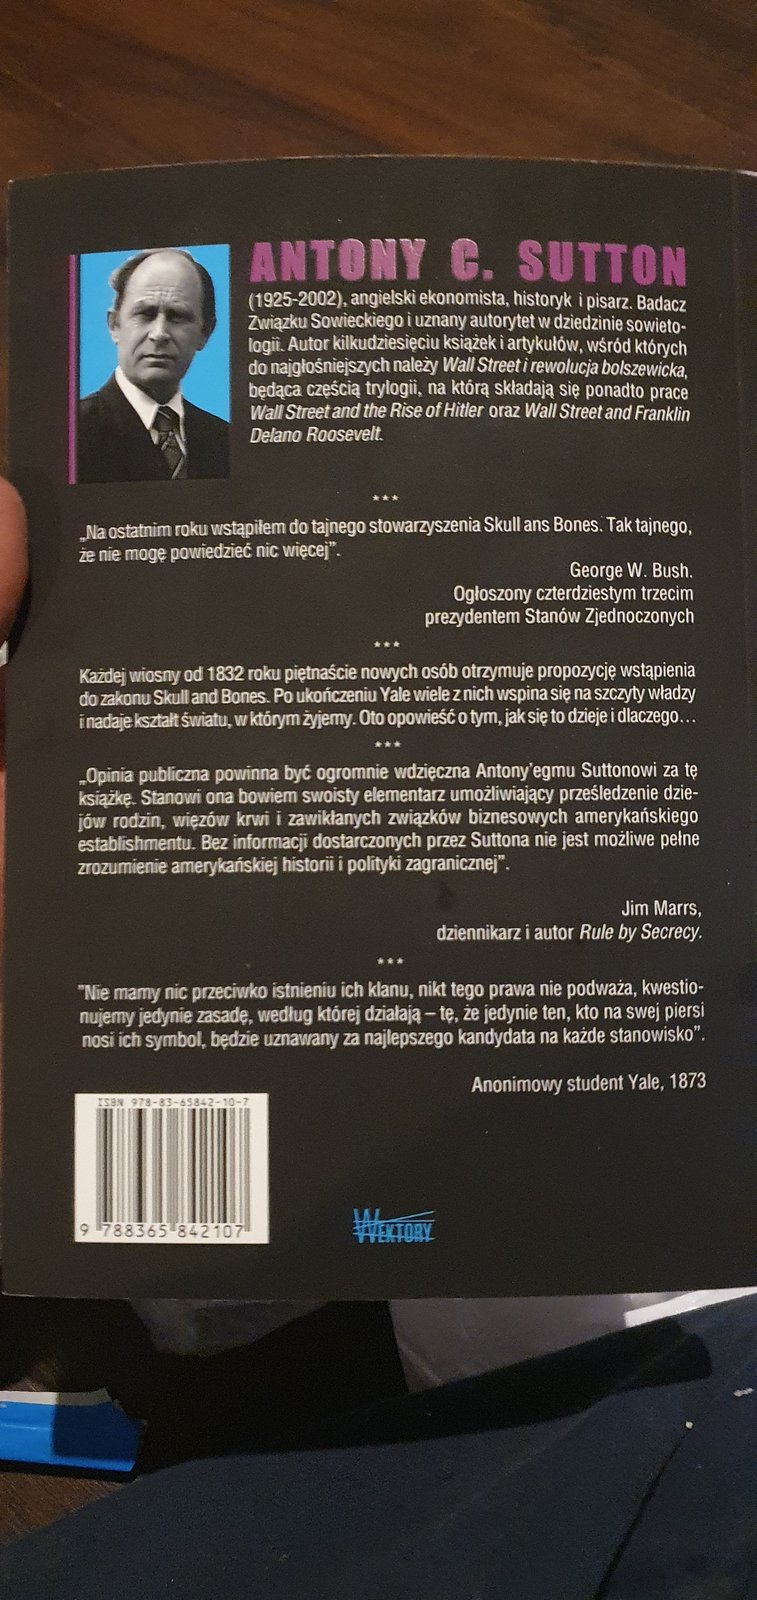 ANTONY C. SUTTON
(1925-2002), angielski ekonomista, historyk i pisarz. Badacz
Związku Sowieckiego i uznany autorytet w dziedzinie sowieto-
logii. Autor kilkudziesięciu książek i artykułów, wśród których
do najgłośniejszych należy Wall Street i rewolucja bolszewicka,
będąca częścią trylogii, na którą składają się ponadto prace
Wall Street and the Rise of Hitler oraz Wall Street and Franklin
Delano Roosevelt.
***
„Na ostatnim roku wstąpiłem do tajnego stowarzyszenia Skull ans Bones. Tak tajnego,
że nie mogę powiedzieć nic więcej”.
George W. Bush.
Ogłoszony czterdziestym trzecim
prezydentem Stanów Zjednoczonych
***
Każdej wiosny od 1832 roku piętnaście nowych osób otrzymuje propozycję wstąpienia
do zakonu Skull and Bones. Po ukończeniu Yale wiele z nich wspina się na szczyty władzy
i nadaje kształt światu, w którym żyjemy. Oto opowieść o tym, jak się to dzieje i dlaczego…
***
„Opinia publiczna powinna być ogromnie wdzięczna Antony’egmu Suttonowi za tę
książkę. Stanowi ona bowiem swoisty elementarz umożliwiający prześledzenie dzie-
jów rodzin, więzów krwi i zawikłanych związków biznesowych amerykańskiego
establishmentu. Bez informacji dostarczonych przez Suttona nie jest możliwe pełne
zrozumienie amerykańskiej historii i polityki zagranicznej”.
Jim Marrs,
dziennikarz i autor Rule by Secrecy.
***
”Nie mamy nic przeciwko istnieniu ich klanu, nikt tego prawa nie podważa, kwestio-
nujemy jedynie zasadę, według której działają – tę, że jedynie ten, kto na swej piersi
nosi ich symbol, będzie uznawany za najlepszego kandydata na każde stanowisko”.
Anonimowy student Yale, 1873
ISBN 978-83-65842-10-7
9 788365 842107
WEKTORY